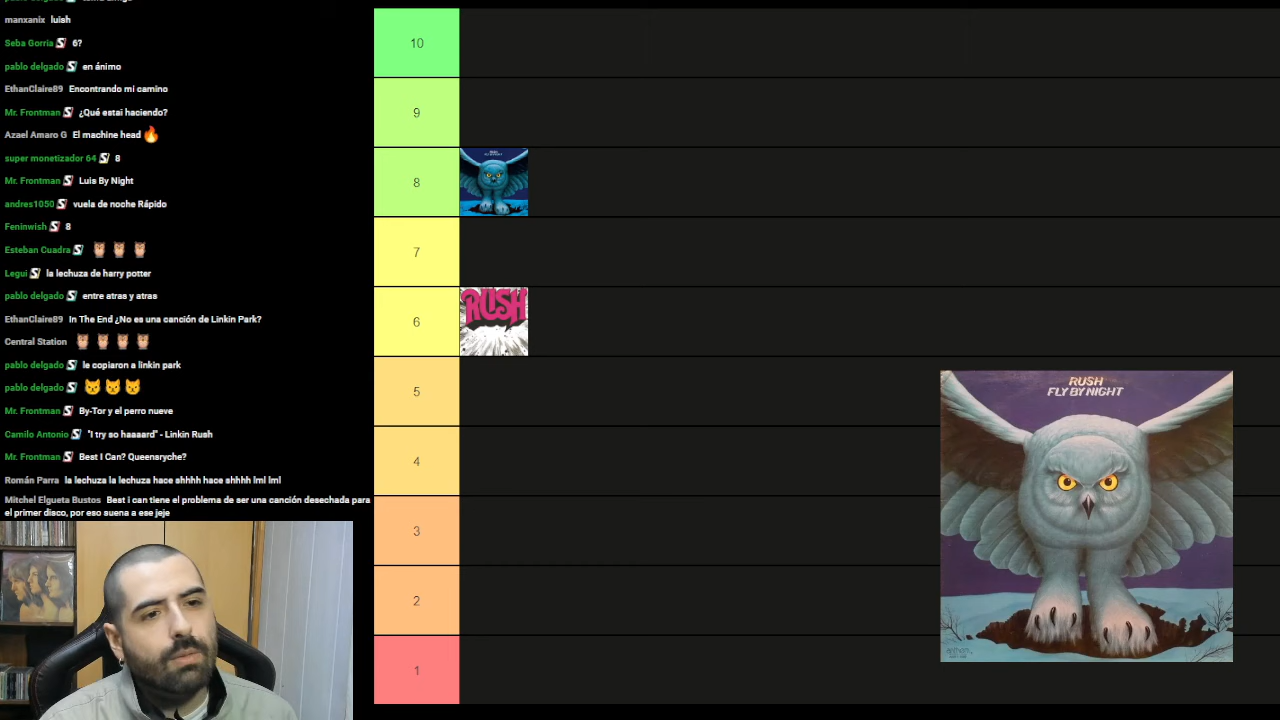 manxanix luish
Seba Gorria S 6?
pablo delgado S en ánimo
EthanClaire89 Encontrando mi camino
Mr. Frontman S ¿Qué estai haciendo?
Azael Amaro G El machine head
super monetizador 64 S 8
Mr. Frontman S Luis By Night
andres1050 S vuela de noche Rápido
Feninwish S 8
Esteban Cuadra S
Legui S la lechuza de harry potter
pablo delgado S entre atras y atras
EthanClaire89 In The End ¿No es una canción de Linkin Park?
Central Station
pablo delgado S le copiaron a linkin park
pablo delgado S
Mr. Frontman S By-Tor y el perro nueve
Camilo Antonio S "I try so haaaard" - Linkin Rush
Mr. Frontman S Best I Can? Queensryche?
Román Parra la lechuza la lechuza hace shhhh hace shhhh lml lml
Mitchel Elgueta Bustos Best i can tiene el problema de ser una canción desechada para
el primer disco, por eso suena a ese jeje
10
9
8
7
6
RUSH
5
4
3
2
1
RUSH
FLY BY NIGHT